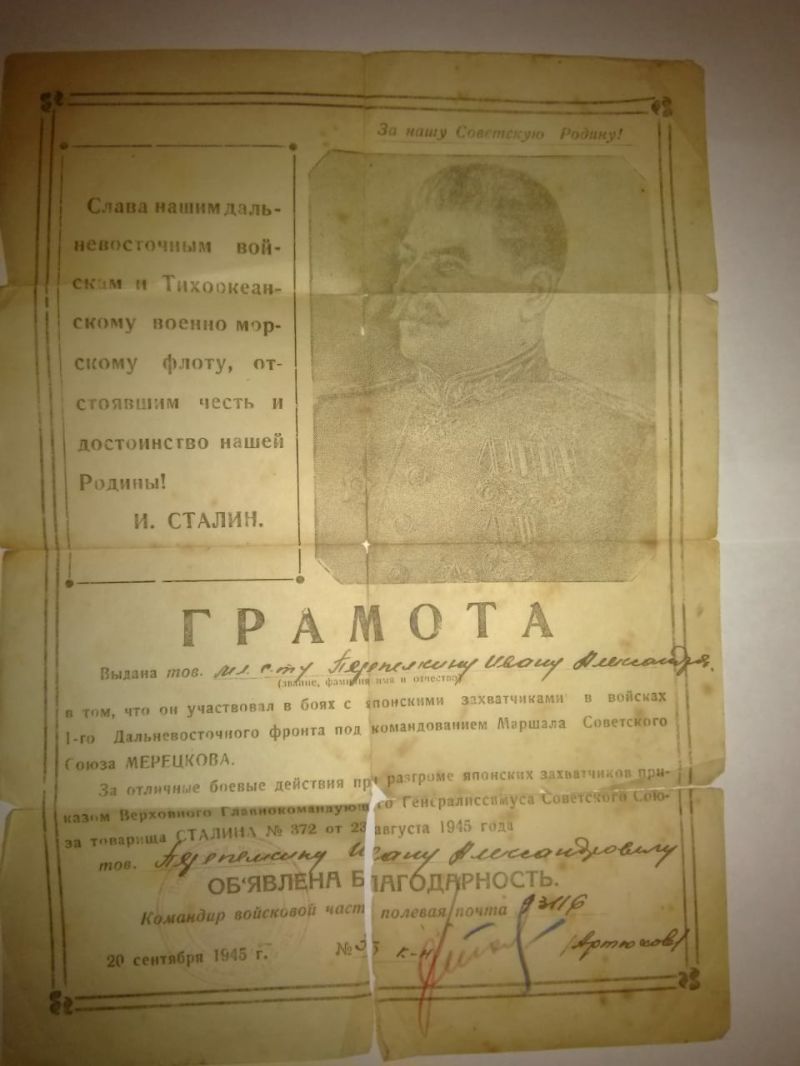 За нашу Советскую Родину!
Слава нашим даль-
невосточным вой-
скам и Тихоокеан-
скому военно мор-
скому флоту, от-
стоявшим честь и
достоинство нашей
Родины!
И. СТАЛИН.
ГРАМОТА
Выдана тов. мл. с-ту Перепелкину Ивану Александр.
(звание, фамилия имя и отчество)
в том, что он участвовал в боях с японскими захватчиками в войсках
1-го Дальневосточного фронта под командованием Маршала Советского
Союза МЕРЕЦКОВА.
За отличные боевые действия при разгроме японских захватчиков при-
казом Верховного Главнокомандующего Генералиссимуса Советского Сою-
за товарища СТАЛИНА № 372 от 23 августа 1945 года
тов. Перепелкину Ивану Александровичу
ОБ'ЯВЛЕНА БЛАГОДАРНОСТЬ.
Командир войсковой части полевая почта
20 сентября 1945 г. № к-н (Артюхов)